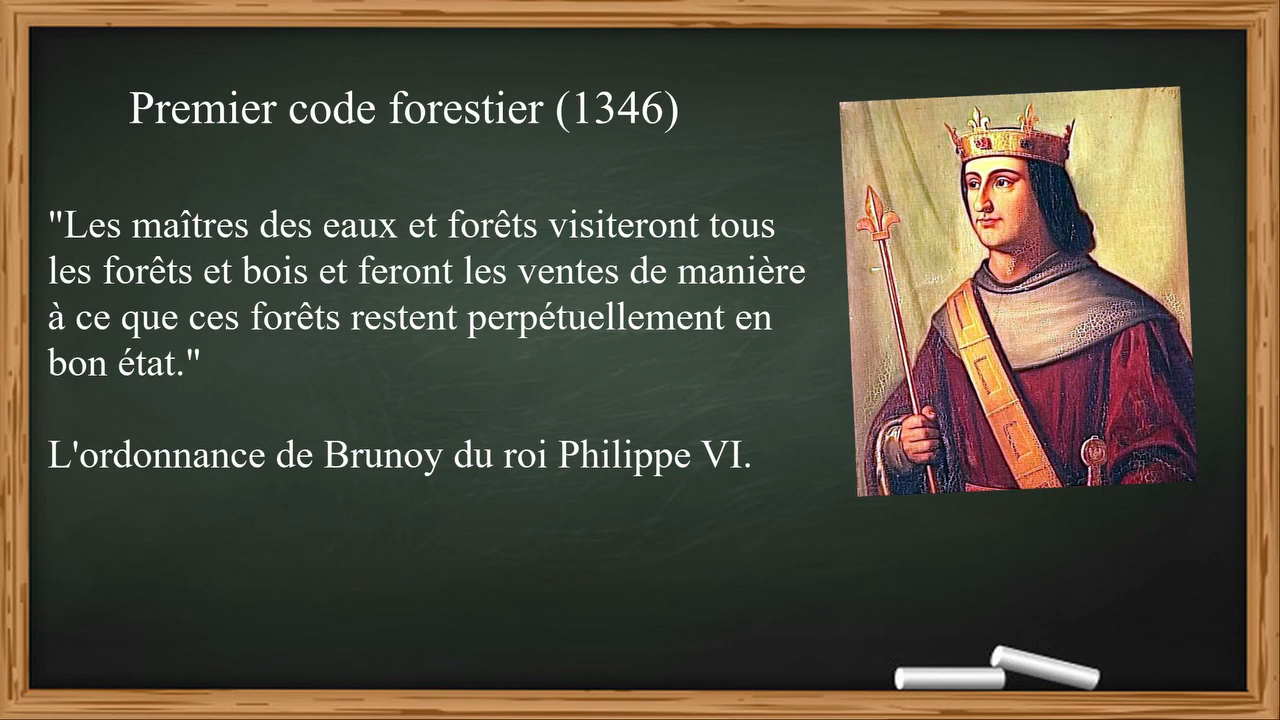 Premier code forestier (1346)
"Les maîtres des eaux et forêts visiteront tous
les forêts et bois et feront les ventes de manière
à ce que ces forêts restent perpétuellement en
bon état."
L'ordonnance de Brunoy du roi Philippe VI.